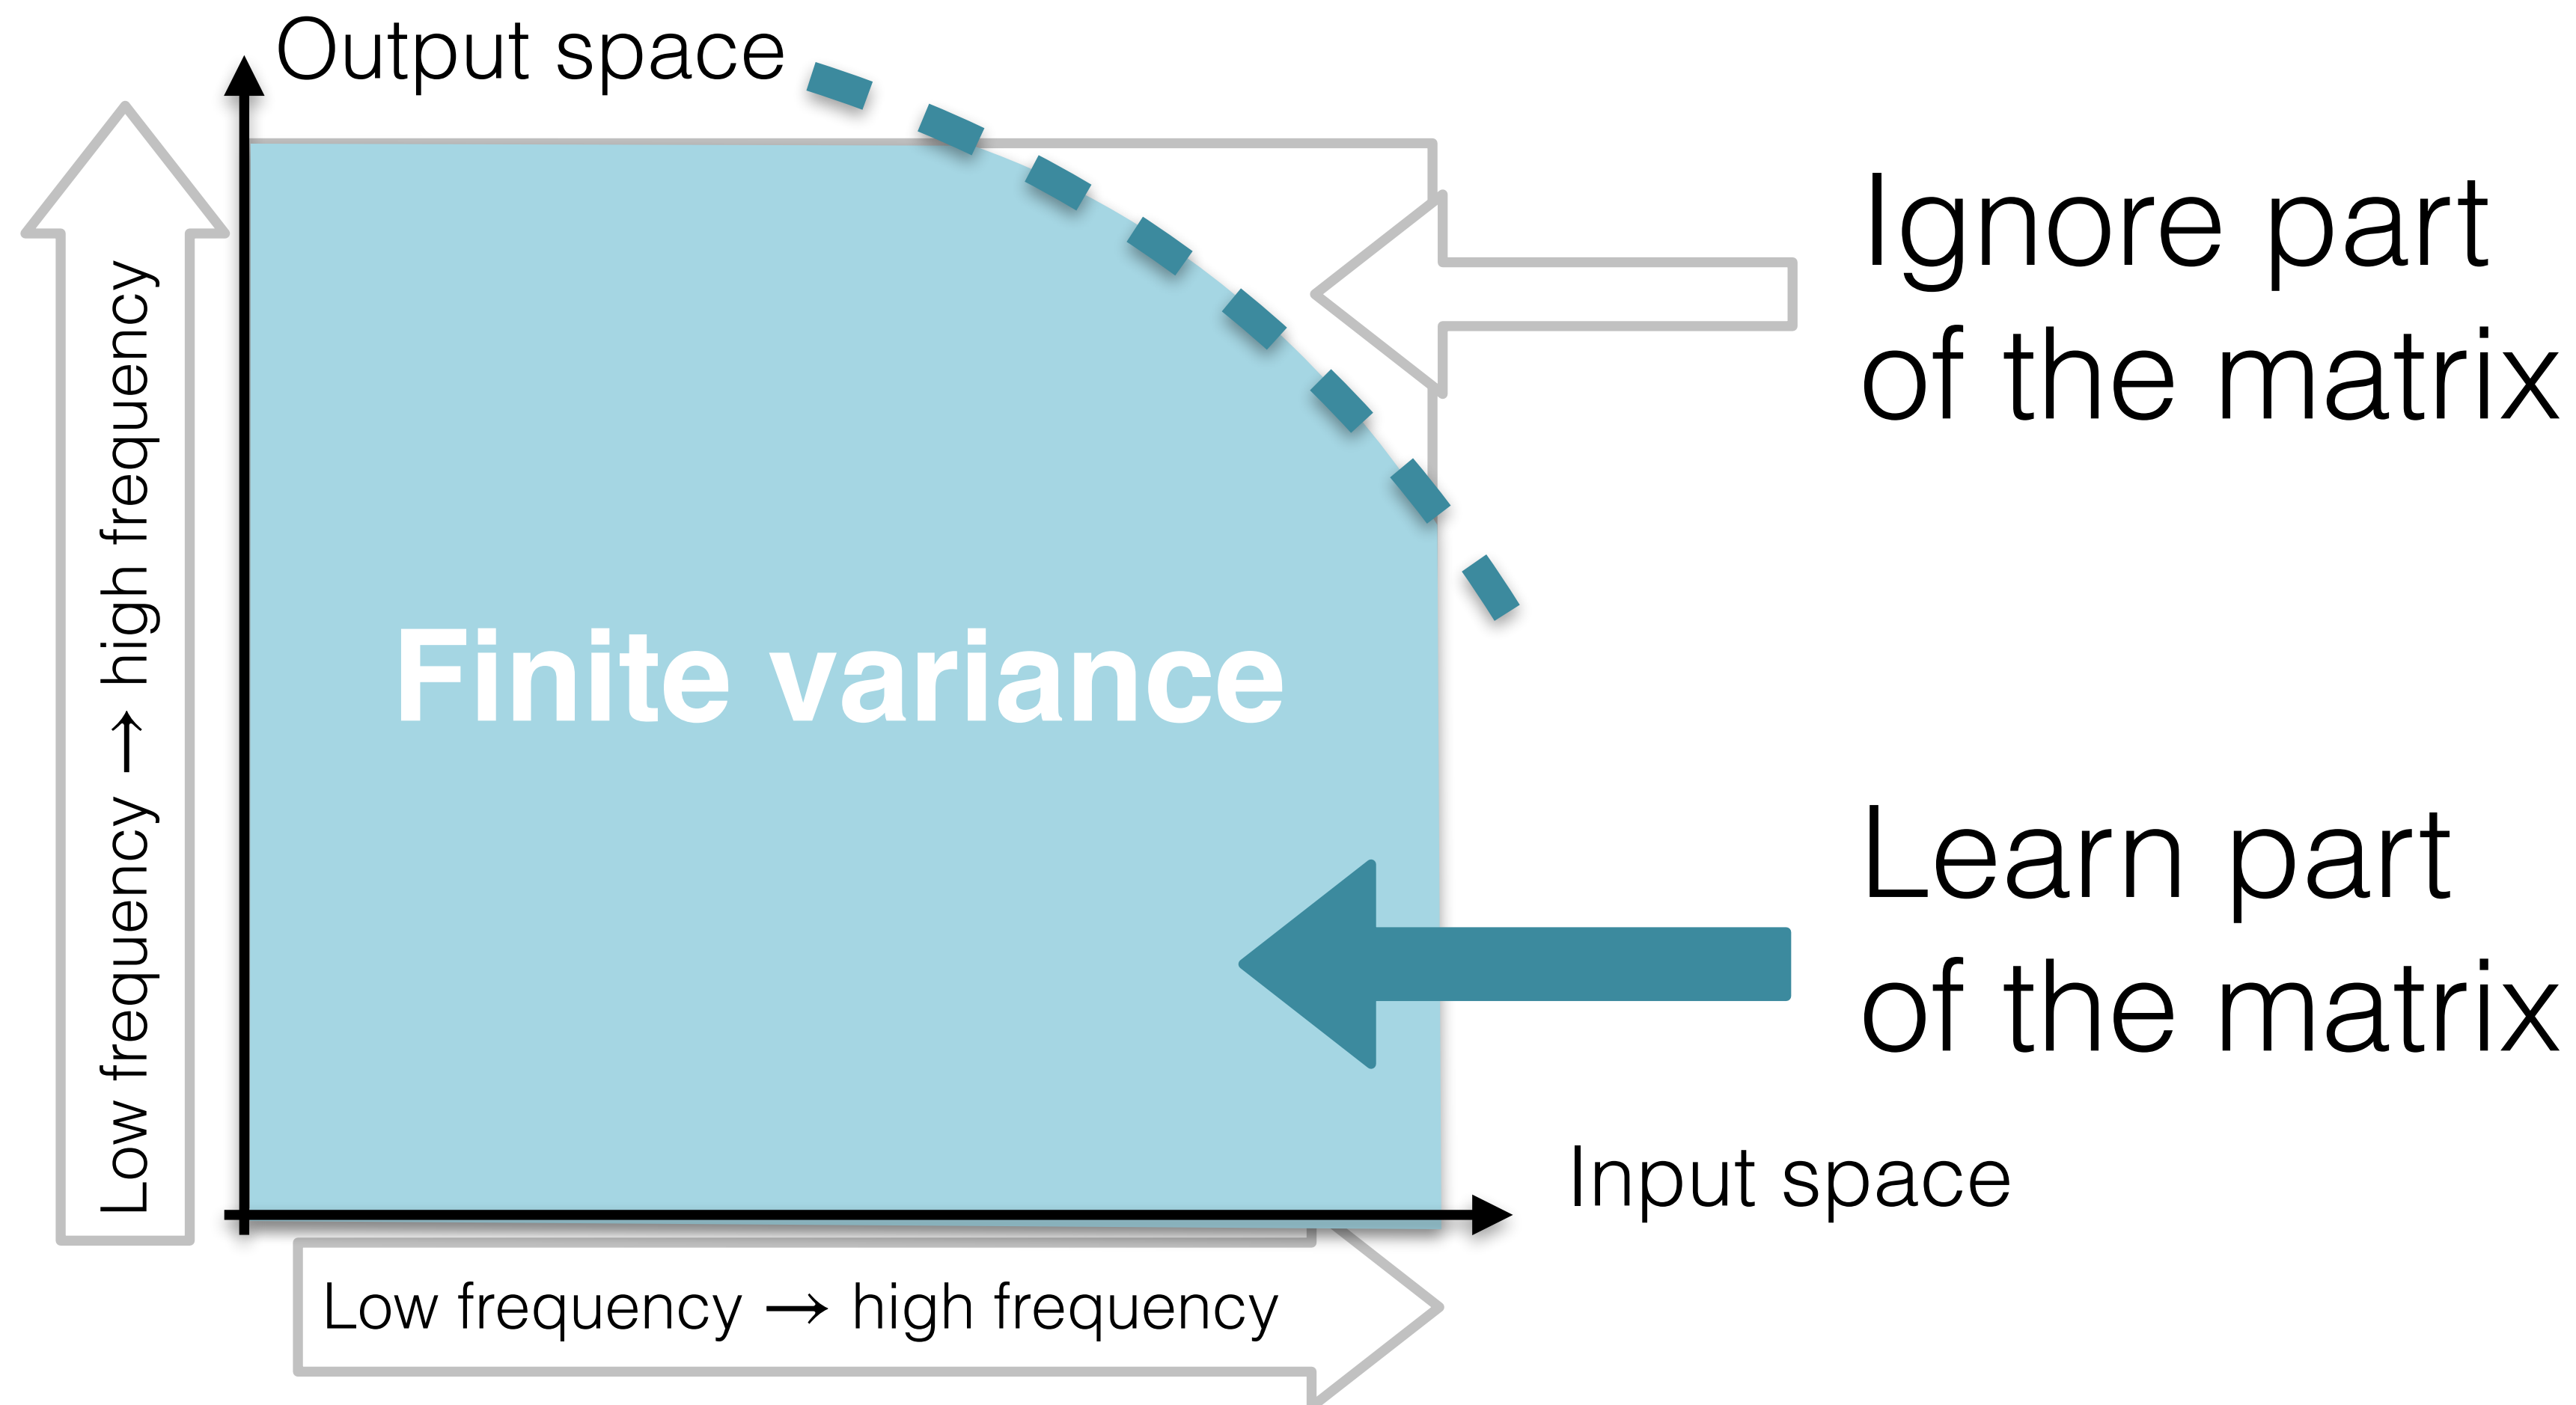 Output space
Ignore part
of the matrix
Low frequency → high frequency
Finite variance
Learn part
of the matrix
Input space
Low frequency → high frequency